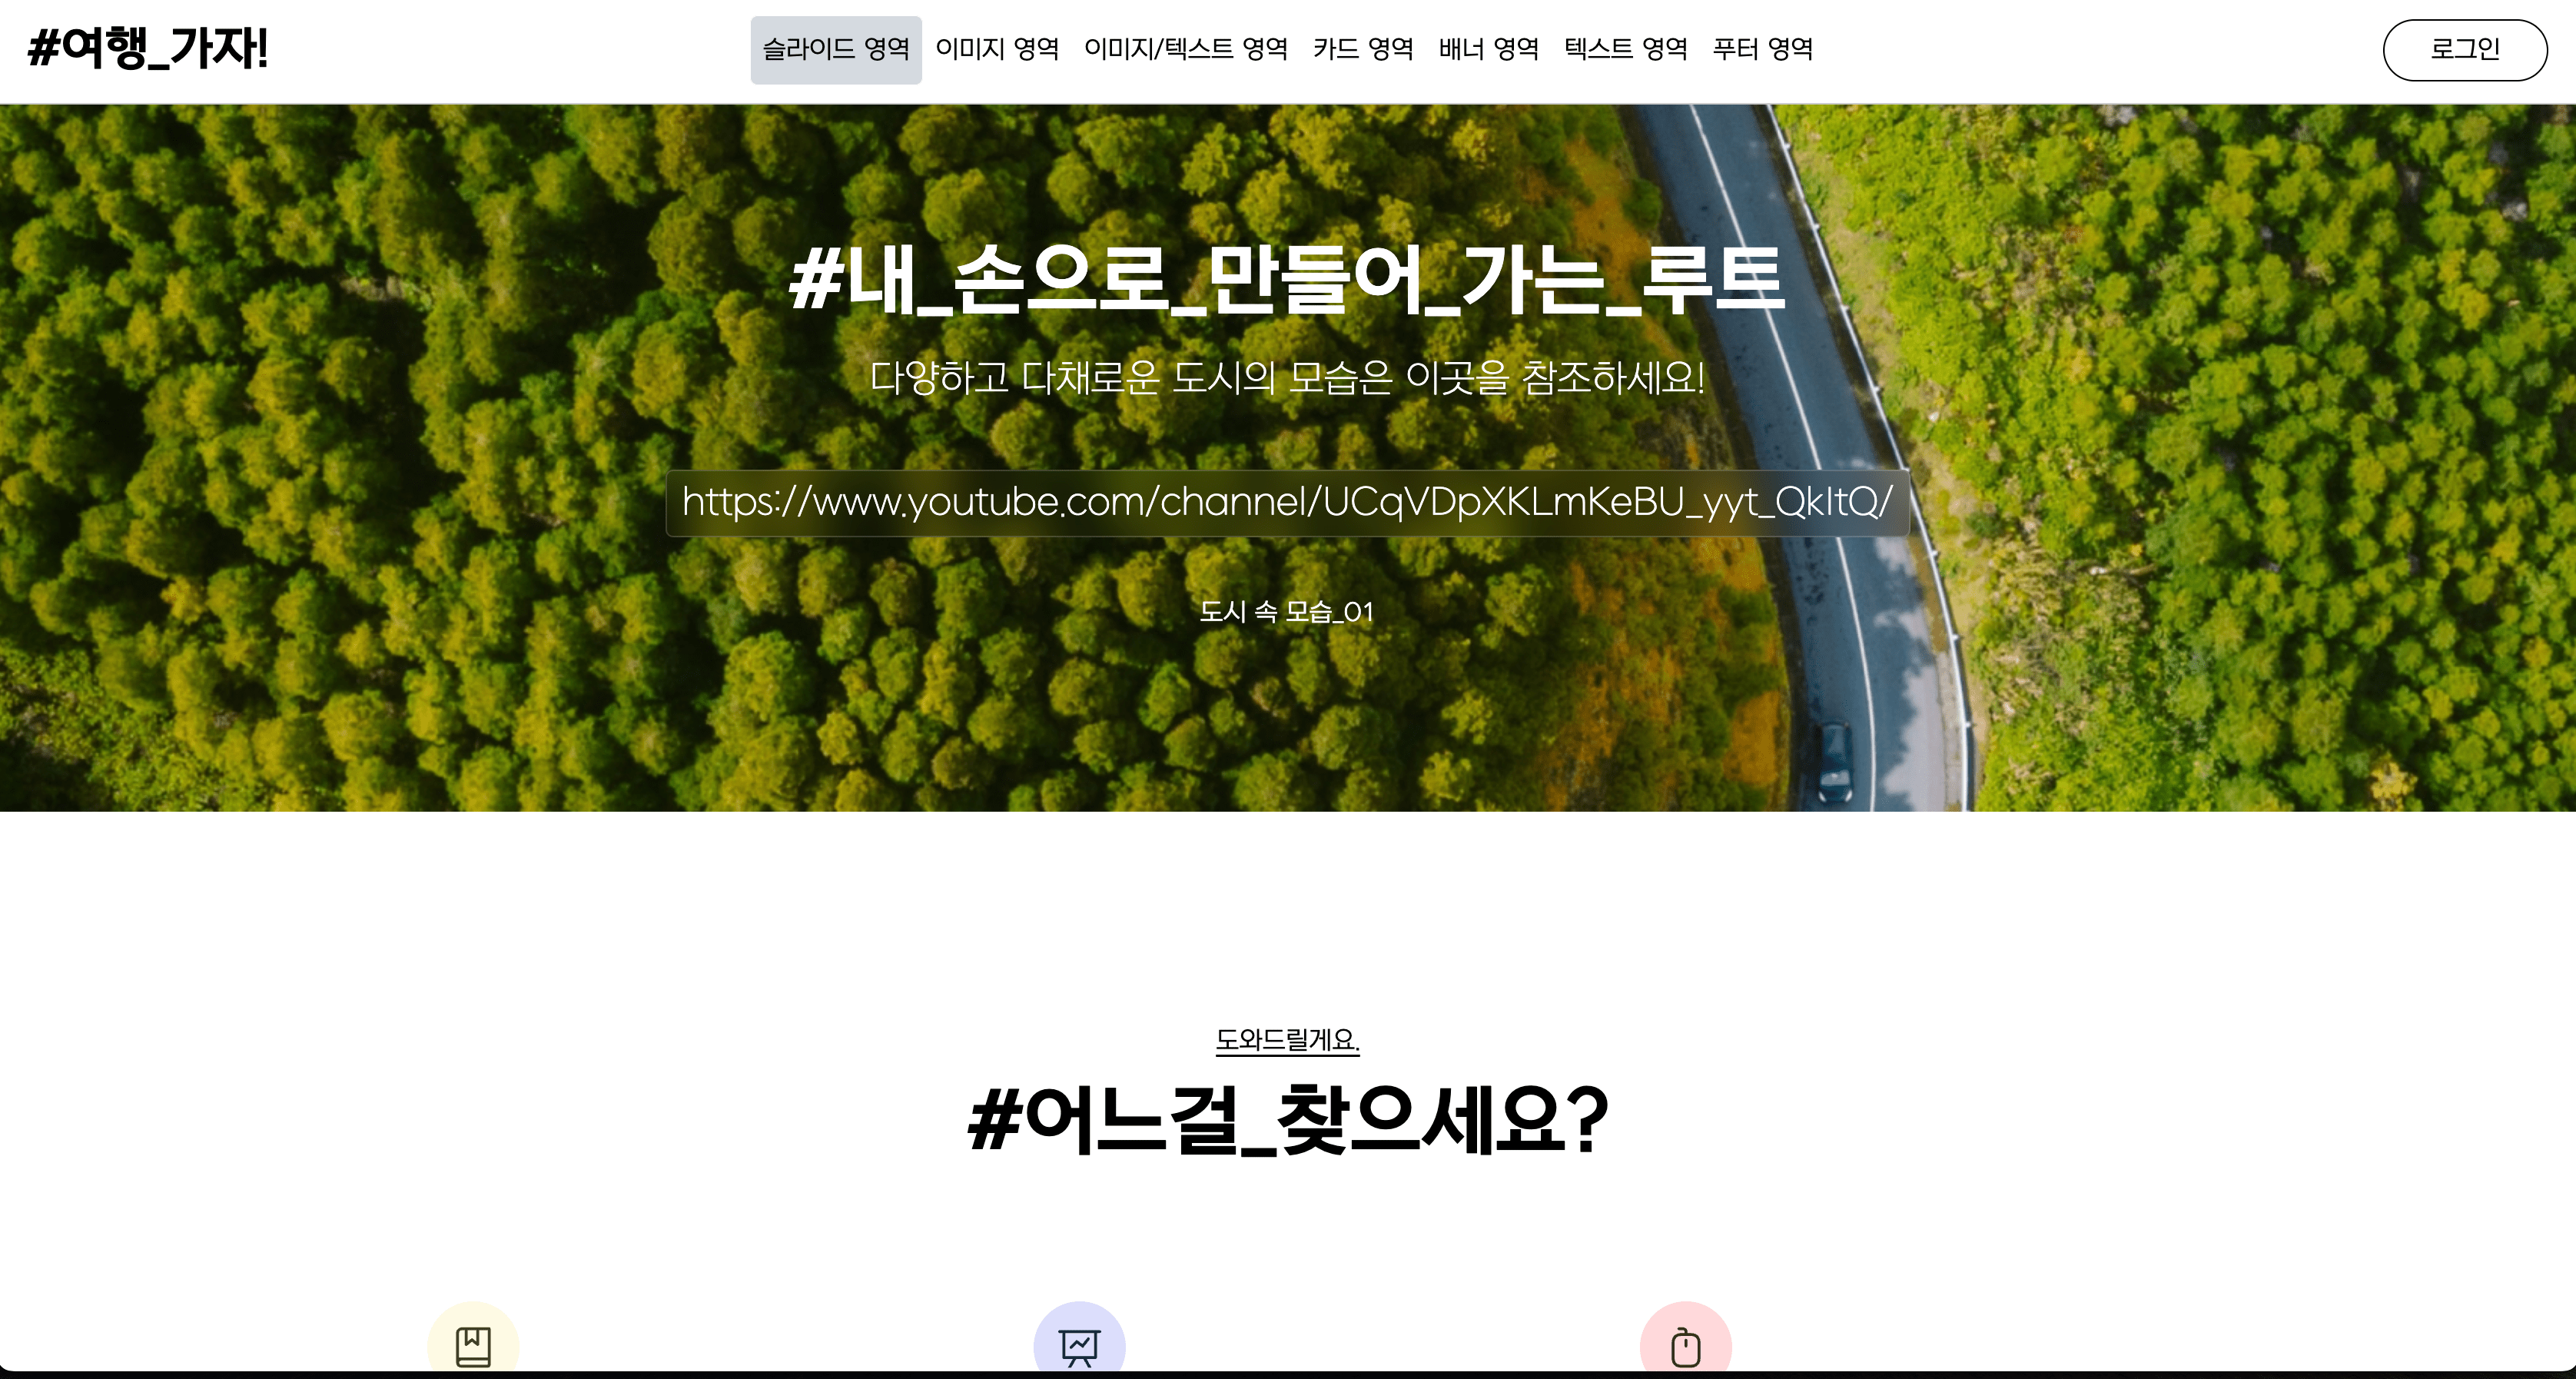 #여행_가자!
슬라이드 영역 이미지 영역 이미지/텍스트 영역 카드 영역 배너 영역 텍스트 영역 푸터 영역
로그인
#내_손으로_만들어_가는_루트
다양하고 다채로운 도시의 모습은 이곳을 참조하세요!
https://www.youtube.com/channel/UCqVDpXKLmKeBU_yyt_QkItQ/
도시 속 모습_01
도와드릴게요.
#어느걸_찾으세요?